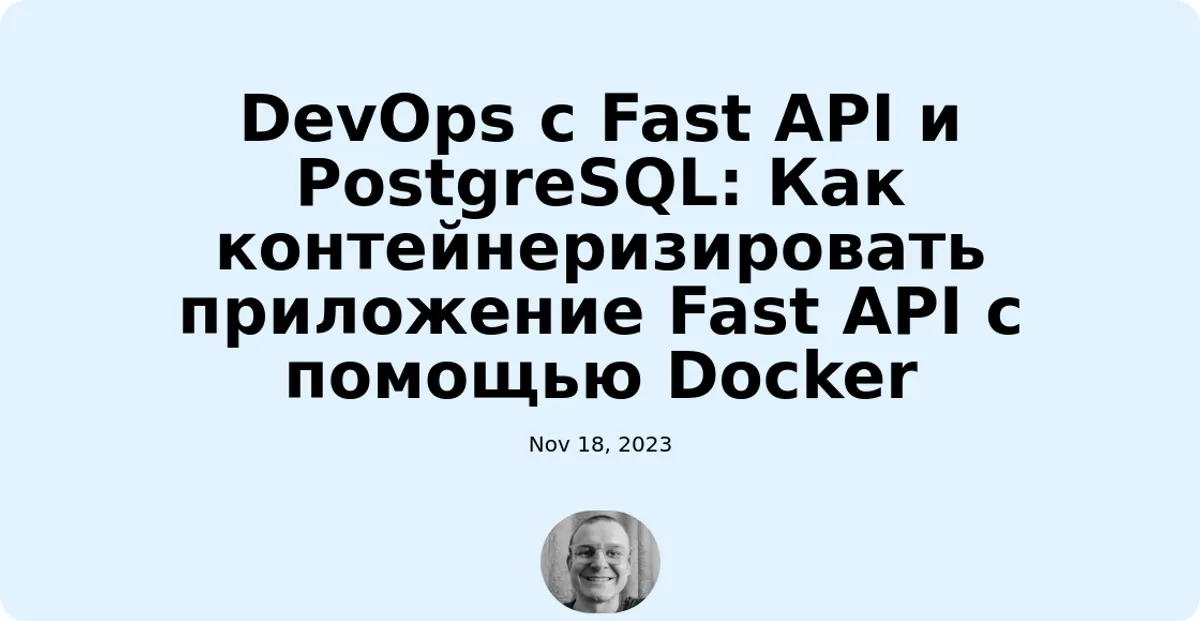 DevOps с Fast API и
PostgreSQL: Как
контейнеризировать
приложение Fast API с
помощью Docker
Nov 18, 2023